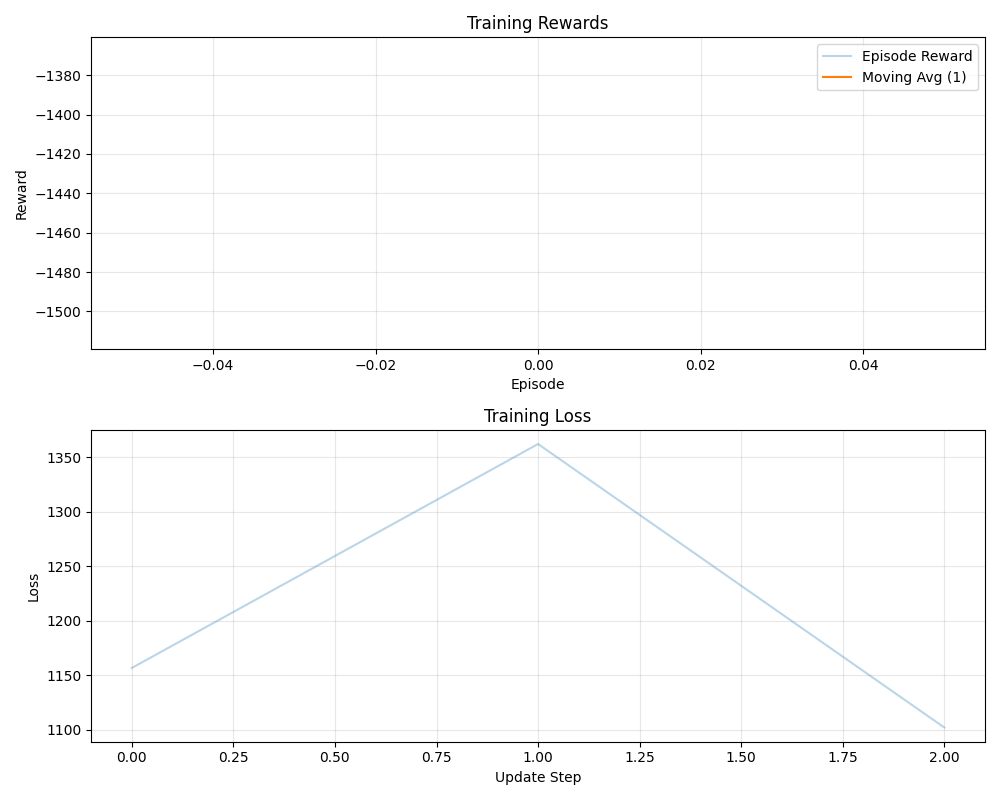 Training Rewards
Episode Reward
Moving Avg (1)
−1380
−1400
−1420
−1440
−1460
−1480
−1500
Reward
−0.04 −0.02 0.00 0.02 0.04
Episode
Training Loss
1350
1300
1250
1200
1150
1100
Loss
0.00 0.25 0.50 0.75 1.00 1.25 1.50 1.75 2.00
Update Step